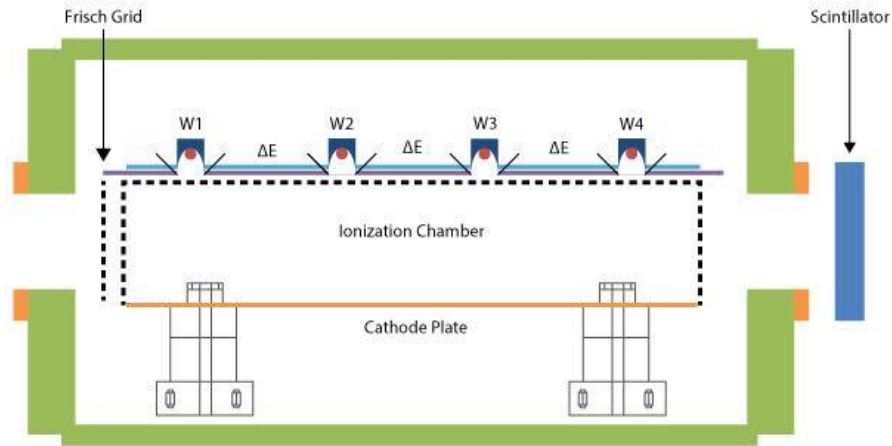 Frisch Grid
Scintillator
W1
W2
W3
W4
ΔE
ΔE
ΔE
Ionization Chamber
Cathode Plate